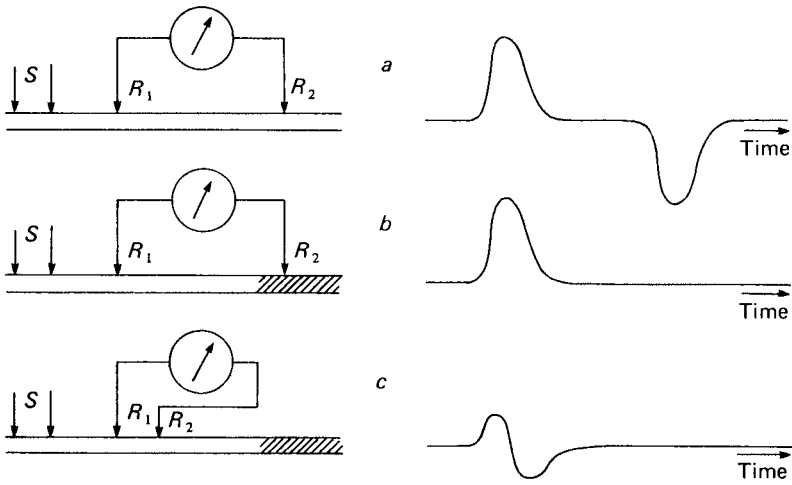 S R₁ R₂ a
Time
S R₁ R₂ b
Time
S R₁ R₂ c
Time